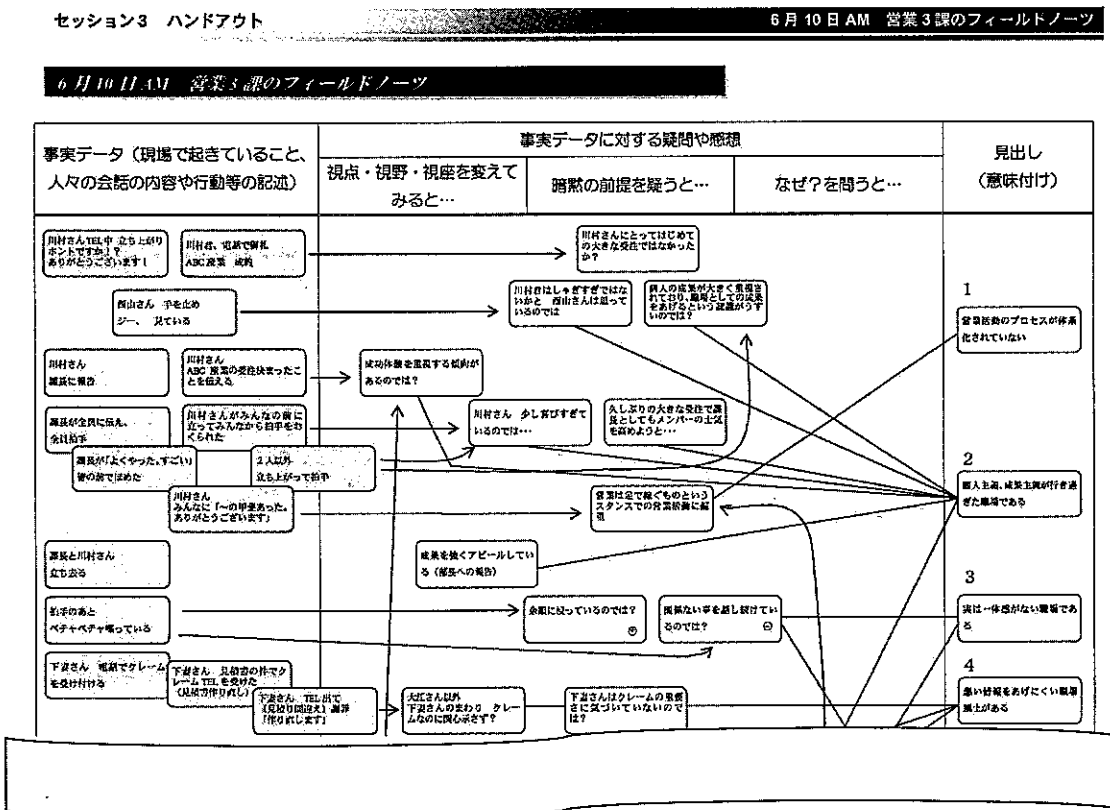 セッション3 ハンドアウト
6月10日AM 営業3課のフィールドノーツ
6月10日AM 営業3課のフィールドノーツ
事実データ(現場で起きていること、
人々の会話の内容や行動等の記述)
事実データに対する疑問や感想
視点・視野・視座を変えて
みると…
暗黙の前提を疑うと…
なぜ?を問うと…
見出し
(意味付け)
川村さんTEL中 立ち上がり
ホントですか!?
ありがとうございます!
川村君、電話で御礼
ABC産業 成約
川村さんにとってはじめて
の大きな受注ではなかった
か?
西山さん 手を止め
ジー、 見ている
川村君はしゃぎすぎではな
いかと 西山さんは思って
いるのでは
個人の成果が大きく重視さ
れており、職場としての成果
をあげるという認識がうす
いのでは?
1
営業活動のプロセスが体系
化されていない
川村さん
課長に報告
川村さん
ABC産業の受注決まったこ
とを伝える
成功体験を重視する傾向が
あるのでは?
課長が全員に伝え、
全員拍手
川村さんがみんなの前に
立ってみんなから拍手をお
くられた
川村さん 少し喜びすぎて
いるのでは…
久しぶりの大きな受注で課
長としてもメンバーの士気
を高めようと…
課長が「よくやった、すごい」
皆の前でほめた
2人以外
立ち上がって拍手
2
個人主義、成果主義が行き過
ぎた職場である
川村さん
みんなに「~の甲斐あった。
ありがとうございます」
営業は足で稼ぐものという
スタンスでの営業活動に
課長と川村さん
立ち去る
成果を強くアピールしてい
る(部長への報告)
拍手のあと
ペチャペチャ喋っている
余韻に浸っているのでは?
関係ない事を話し続けてい
るのでは?
3
実は一体感がない職場であ
る
下妻さん 電話でクレーム
を受け付ける
下妻さん 見積書の件でク
レームTELを受けた
(見積書作り直し)
下妻さん TEL出て
(見積り間違え)謝罪
「作り直します」
大江さん以外
下妻さんのまわり クレー
ムなのに関心示さず?
下妻さんはクレームの重要
さに気づいていないので
は?
4
悪い情報をあげにくい職場
風土がある